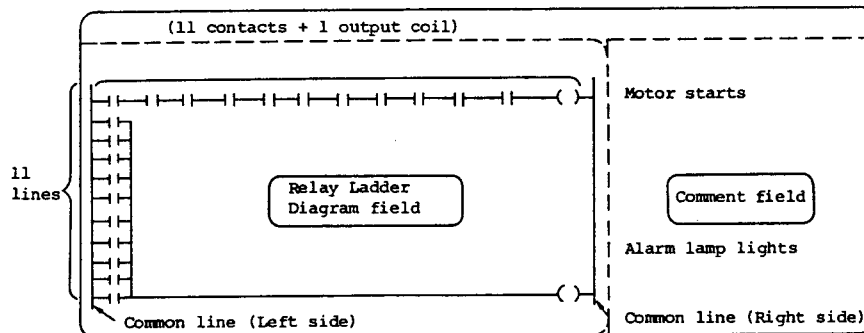 (11 contacts + 1 output coil)
Motor starts
11
lines
Relay Ladder
Diagram field
Comment field
Alarm lamp lights
Common line (Left side)
Common line (Right side)